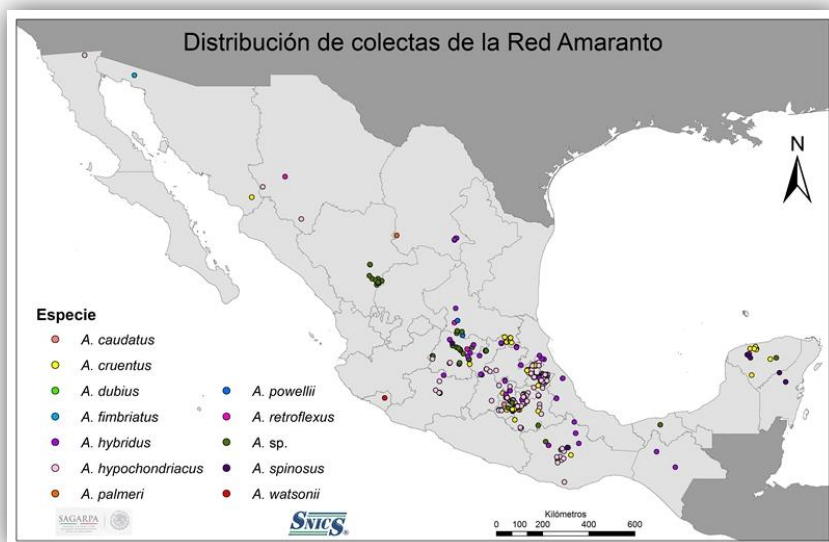 Distribución de colectas de la Red Amaranto
N
Especie
A. caudatus
A. cruentus
A. dubius
A. fimbriatus
A. hybridus
A. hypochondriacus
A. palmeri
A. powellii
A. retroflexus
A. sp.
A. spinosus
A. watsonii
SAGARPA
SNICS
Kilómetros
0 100 200 400 600